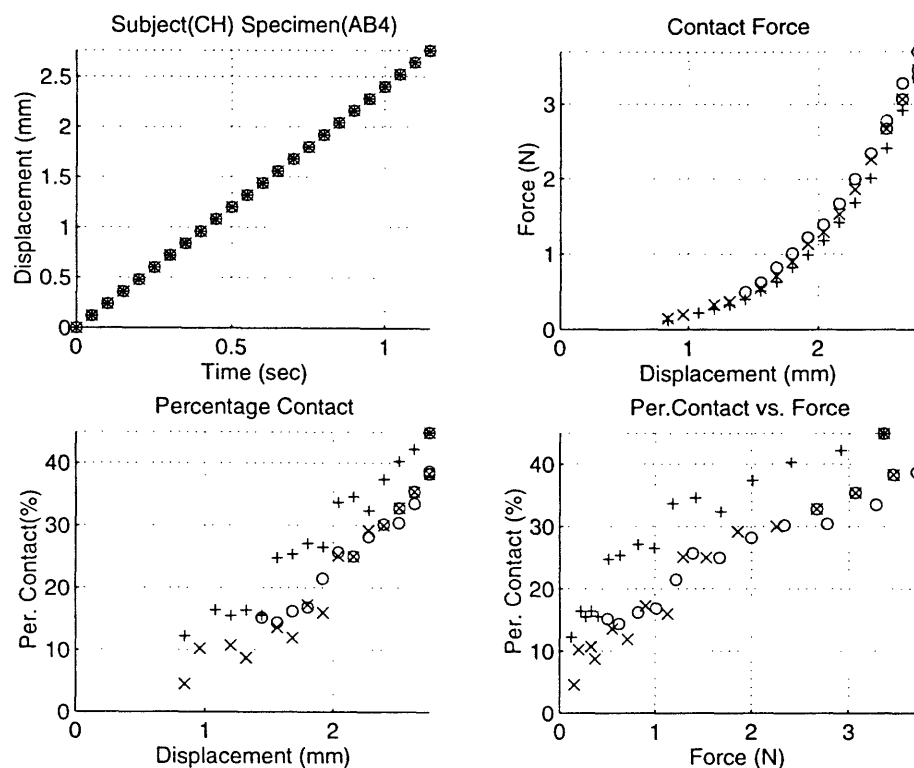 Subject(CH) Specimen(AB4)
2.5
2
1.5
1
0.5
0
Displacement (mm)
0
0.5
1
Time (sec)
Contact Force
3
2
1
0
Force (N)
0
1
2
Displacement (mm)
Percentage Contact
40
30
20
10
0
Per. Contact(%)
0
1
2
Displacement (mm)
Per.Contact vs. Force
40
30
20
10
0
Per. Contact (%)
0
1
2
3
Force (N)